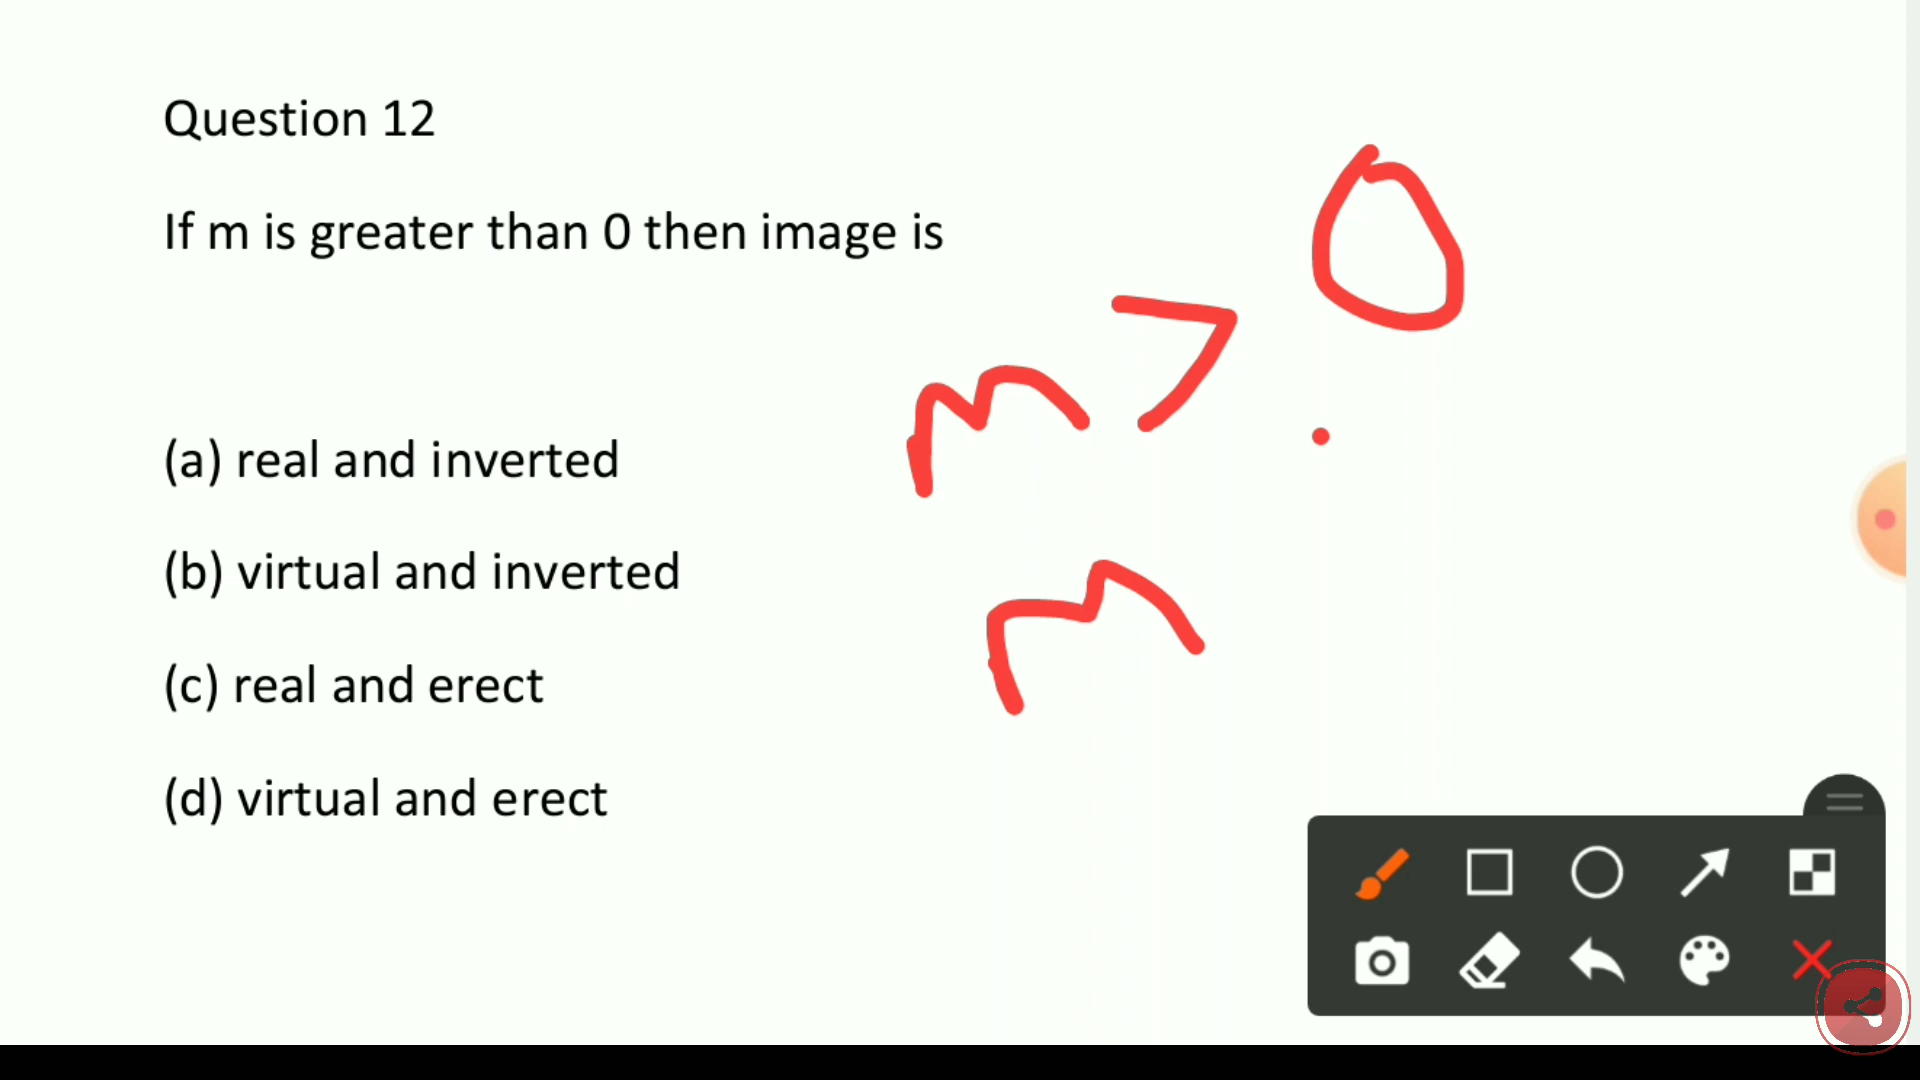 Question 12
If m is greater than 0 then image is
m > 0
(a) real and inverted
(b) virtual and inverted
m
(c) real and erect
(d) virtual and erect